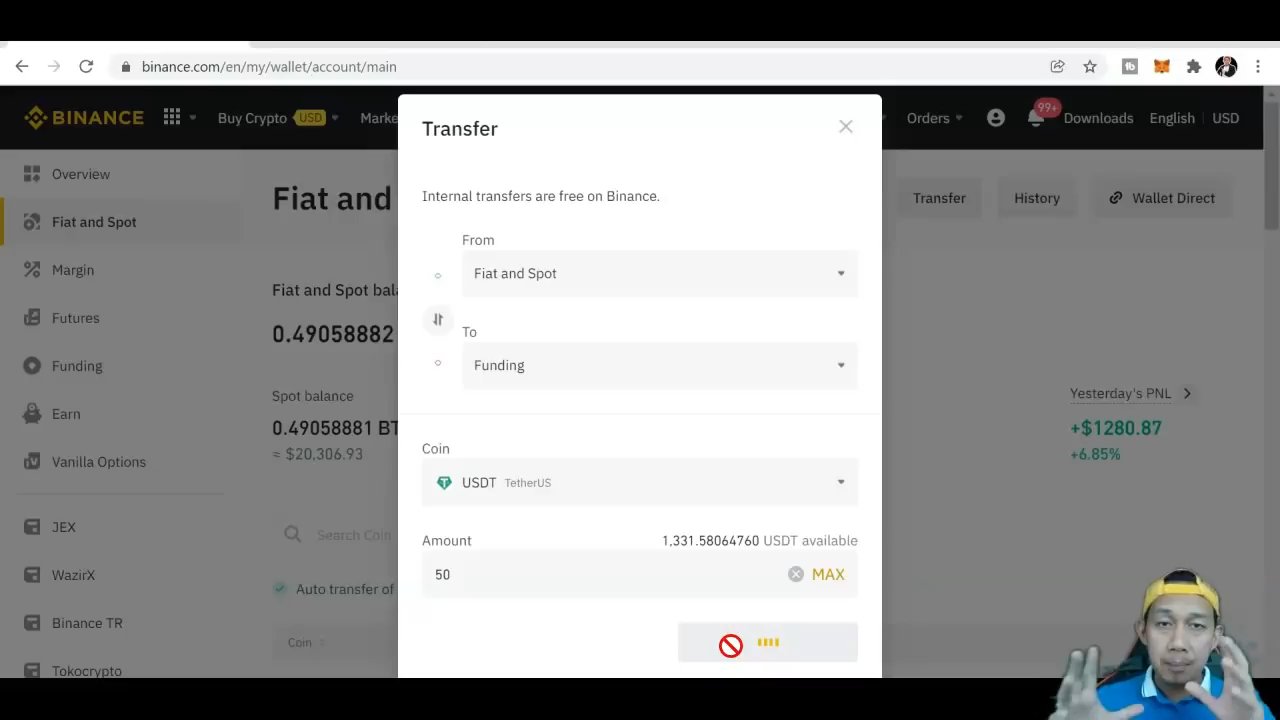 binance.com/en/my/wallet/account/main
BINANCE
Buy Crypto USD
Orders
99+
Downloads
English
USD
Overview
Fiat and Spot
Margin
Futures
Funding
Earn
Vanilla Options
JEX
WazirX
Binance TR
Tokocrypto
Fiat and
Transfer
History
Wallet Direct
Fiat and Spot
0.49058882
Spot balance
0.49058881
≈ $20,306.93
Yesterday's PNL
+$1280.87
+6.85%
Search Coin
Auto transfer of
Coin
Transfer
Internal transfers are free on Binance.
From
Fiat and Spot
To
Funding
Coin
USDT TetherUS
Amount 1,331.58064760 USDT available
50 MAX